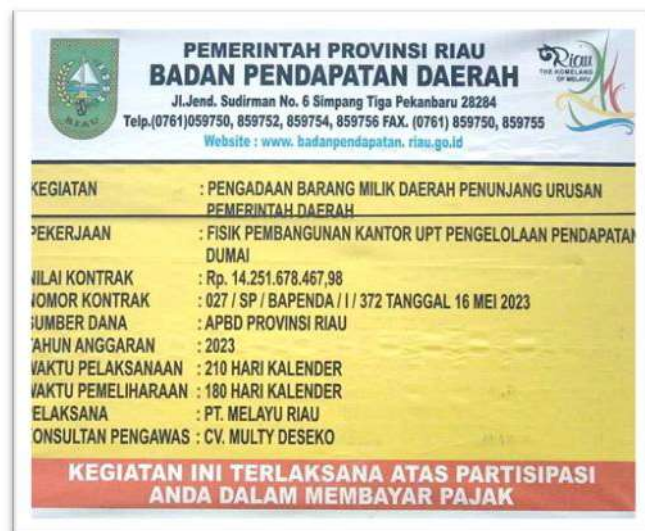 PEMERINTAH PROVINSI RIAU
BADAN PENDAPATAN DAERAH
Jl.Jend. Sudirman No. 6 Simpang Tiga Pekanbaru 28284
Telp.(0761)059750, 859752, 859754, 859756 FAX. (0761) 859750, 859755
Website : www. badanpendapatan. riau.go.id
RIAU
Riau
THE HOMELAND
OF MELAYU
KEGIATAN : PENGADAAN BARANG MILIK DAERAH PENUNJANG URUSAN
PEMERINTAH DAERAH
PEKERJAAN : FISIK PEMBANGUNAN KANTOR UPT PENGELOLAAN PENDAPATAN
DUMAI
NILAI KONTRAK : Rp. 14.251.678.467,98
NOMOR KONTRAK : 027 / SP / BAPENDA / I / 372 TANGGAL 16 MEI 2023
SUMBER DANA : APBD PROVINSI RIAU
TAHUN ANGGARAN : 2023
WAKTU PELAKSANAAN : 210 HARI KALENDER
WAKTU PEMELIHARAAN : 180 HARI KALENDER
PELAKSANA : PT. MELAYU RIAU
KONSULTAN PENGAWAS : CV. MULTY DESEKO
KEGIATAN INI TERLAKSANA ATAS PARTISIPASI
ANDA DALAM MEMBAYAR PAJAK